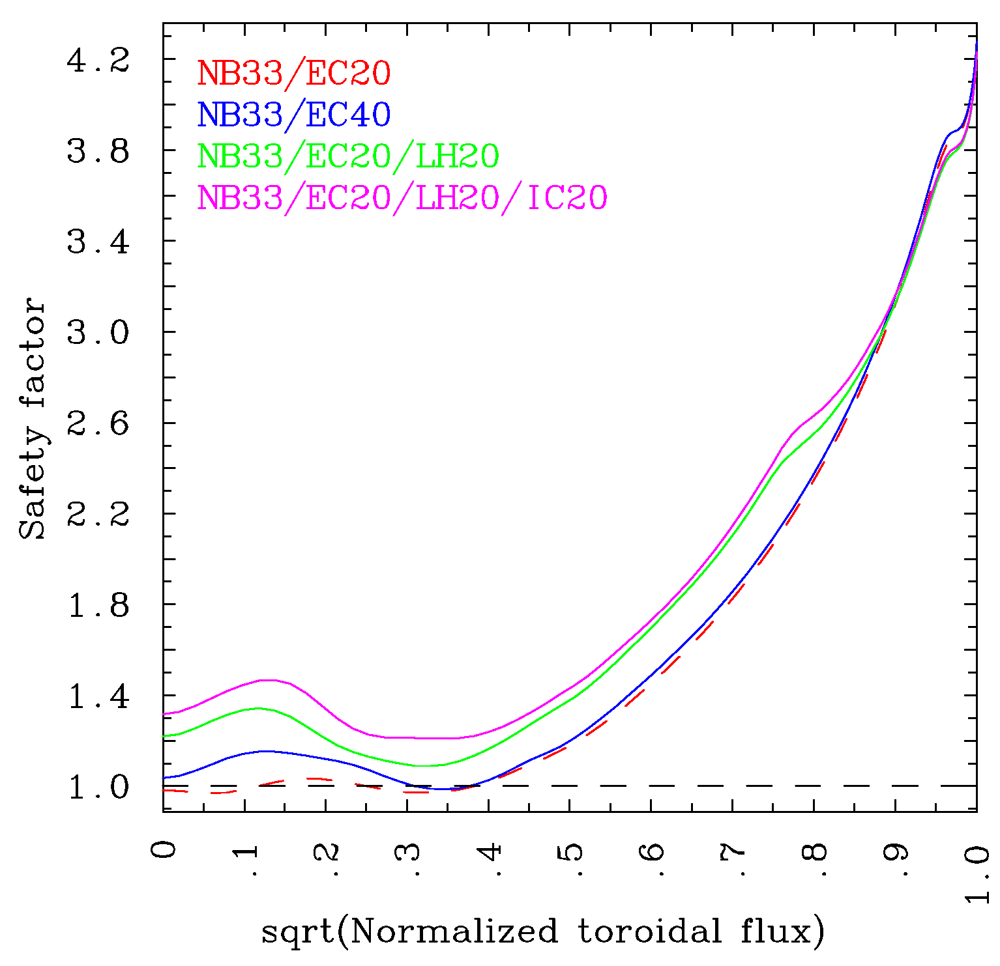 NB33/EC20
NB33/EC40
NB33/EC20/LH20
NB33/EC20/LH20/IC20
Safety factor
4.2
3.8
3.4
3.0
2.6
2.2
1.8
1.4
1.0
0 .1 .2 .3 .4 .5 .6 .7 .8 .9 1.0
sqrt(Normalized toroidal flux)